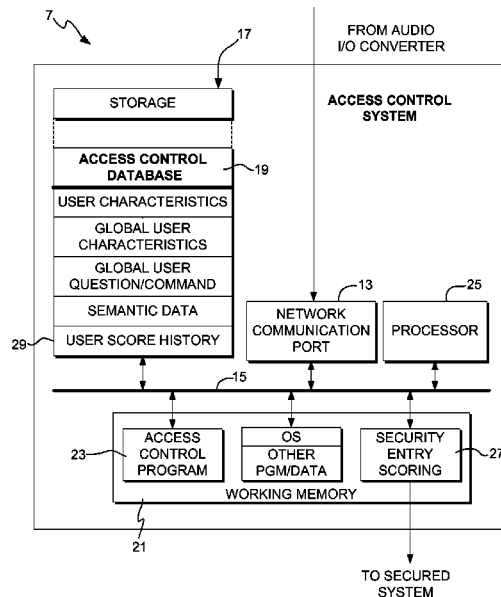 7
FROM AUDIO
I/O CONVERTER
17
STORAGE
ACCESS CONTROL
SYSTEM
ACCESS CONTROL
DATABASE
19
USER CHARACTERISTICS
GLOBAL USER
CHARACTERISTICS
GLOBAL USER
QUESTION/COMMAND
SEMANTIC DATA
USER SCORE HISTORY
29
13
NETWORK
COMMUNICATION
PORT
25
PROCESSOR
15
23
ACCESS
CONTROL
PROGRAM
OS
OTHER
PGM/DATA
SECURITY
ENTRY
SCORING
27
WORKING MEMORY
21
TO SECURED
SYSTEM